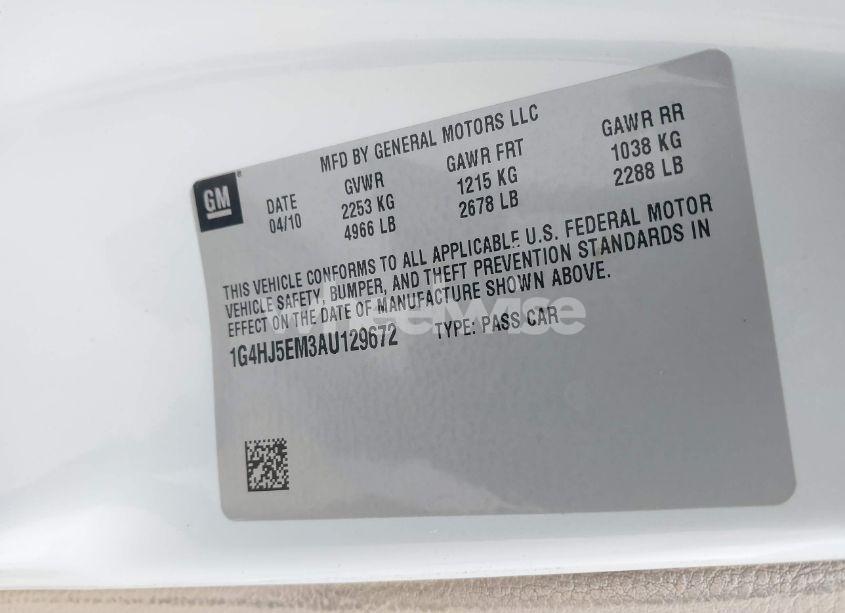 GM
®
MFD BY GENERAL MOTORS LLC
DATE GVWR GAWR FRT GAWR RR
04/10 2253 KG 1215 KG 1038 KG
4966 LB 2678 LB 2288 LB
THIS VEHICLE CONFORMS TO ALL APPLICABLE U.S. FEDERAL MOTOR
VEHICLE SAFETY, BUMPER, AND THEFT PREVENTION STANDARDS IN
EFFECT ON THE DATE OF MANUFACTURE SHOWN ABOVE.
1G4HJ5EM3AU129672 TYPE: PASS CAR
wheelwise